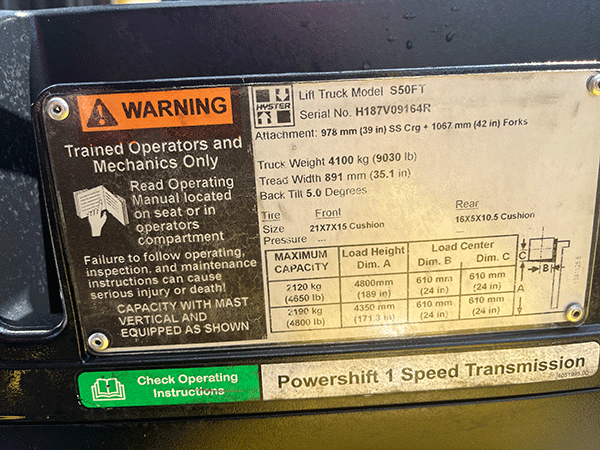 WARNING
Trained Operators and
Mechanics Only
Read Operating
Manual located
on seat or in
operators
compartment
Failure to follow operating,
inspection, and maintenance
instructions can cause
serious injury or death!
CAPACITY WITH MAST
VERTICAL AND
EQUIPPED AS SHOWN
HYSTER
Lift Truck Model S50FT
Serial No. H187V09164R
Attachment: 978 mm (39 in) SS Crg + 1067 mm (42 in) Forks
Truck Weight 4100 kg (9030 lb)
Tread Width 891 mm (35.1 in)
Back Tilt 5.0 Degrees
Tire Front Rear
Size 21X7X15 Cushion 16X5X10.5 Cushion
Pressure --- ---
MAXIMUM CAPACITY Load Height Dim. A Load Center Dim. B Dim. C
2120 kg 4800mm 610 mm 610 mm
(4650 lb) (189 in) (24 in) (24 in)
2190 kg 4350 mm 610 mm 610 mm
(4800 lb) (171.3 in) (24 in) (24 in)
C
B
A
Check Operating
Instructions
Powershift 1 Speed Transmission